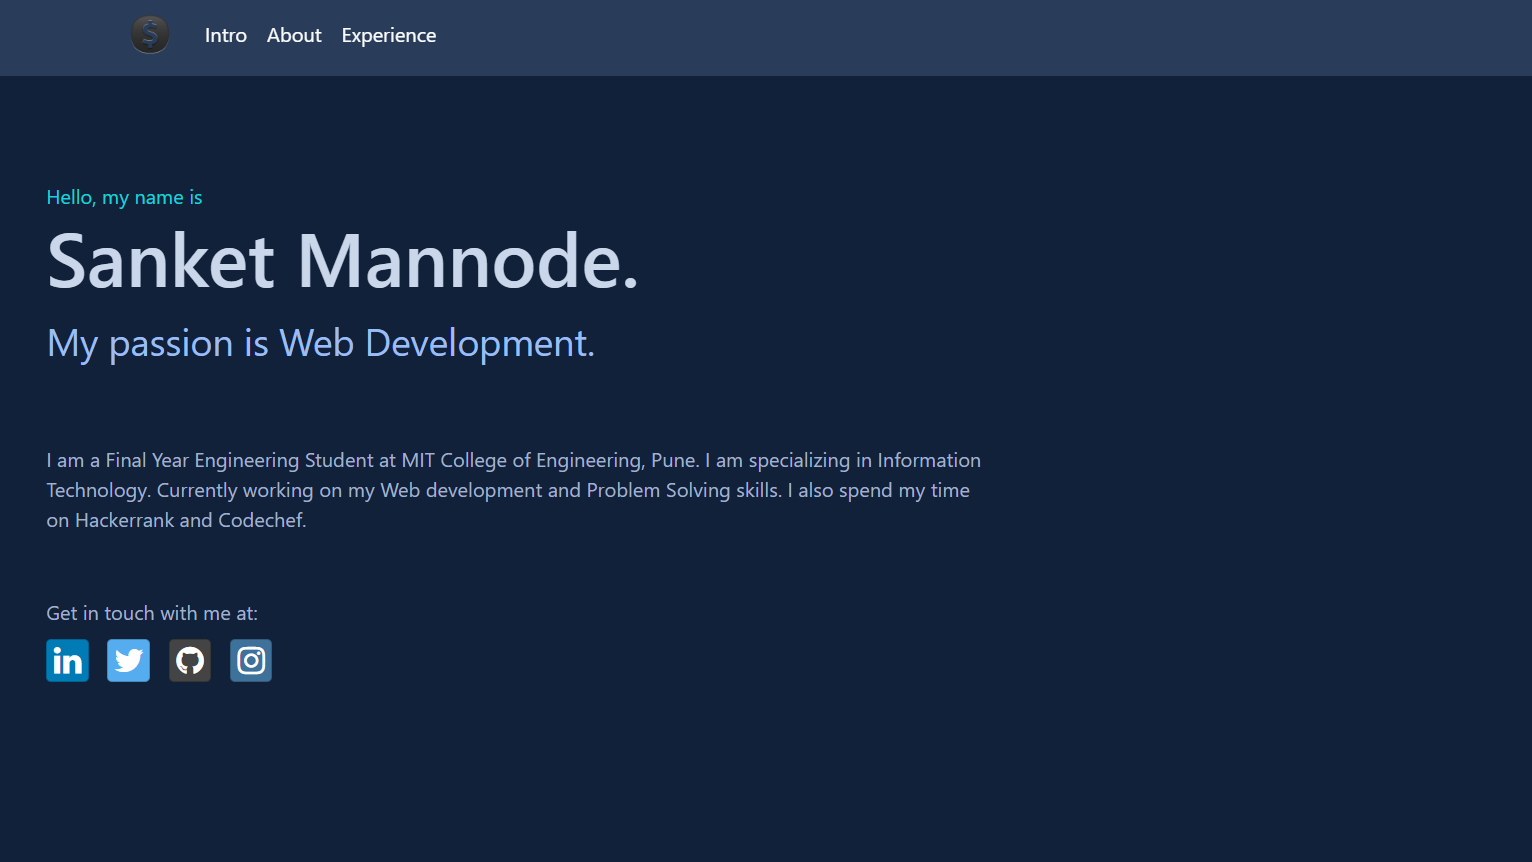 $
Intro About Experience
Hello, my name is
Sanket Mannode.
My passion is Web Development.
I am a Final Year Engineering Student at MIT College of Engineering, Pune. I am specializing in Information
Technology. Currently working on my Web development and Problem Solving skills. I also spend my time
on Hackerrank and Codechef.
Get in touch with me at:
in